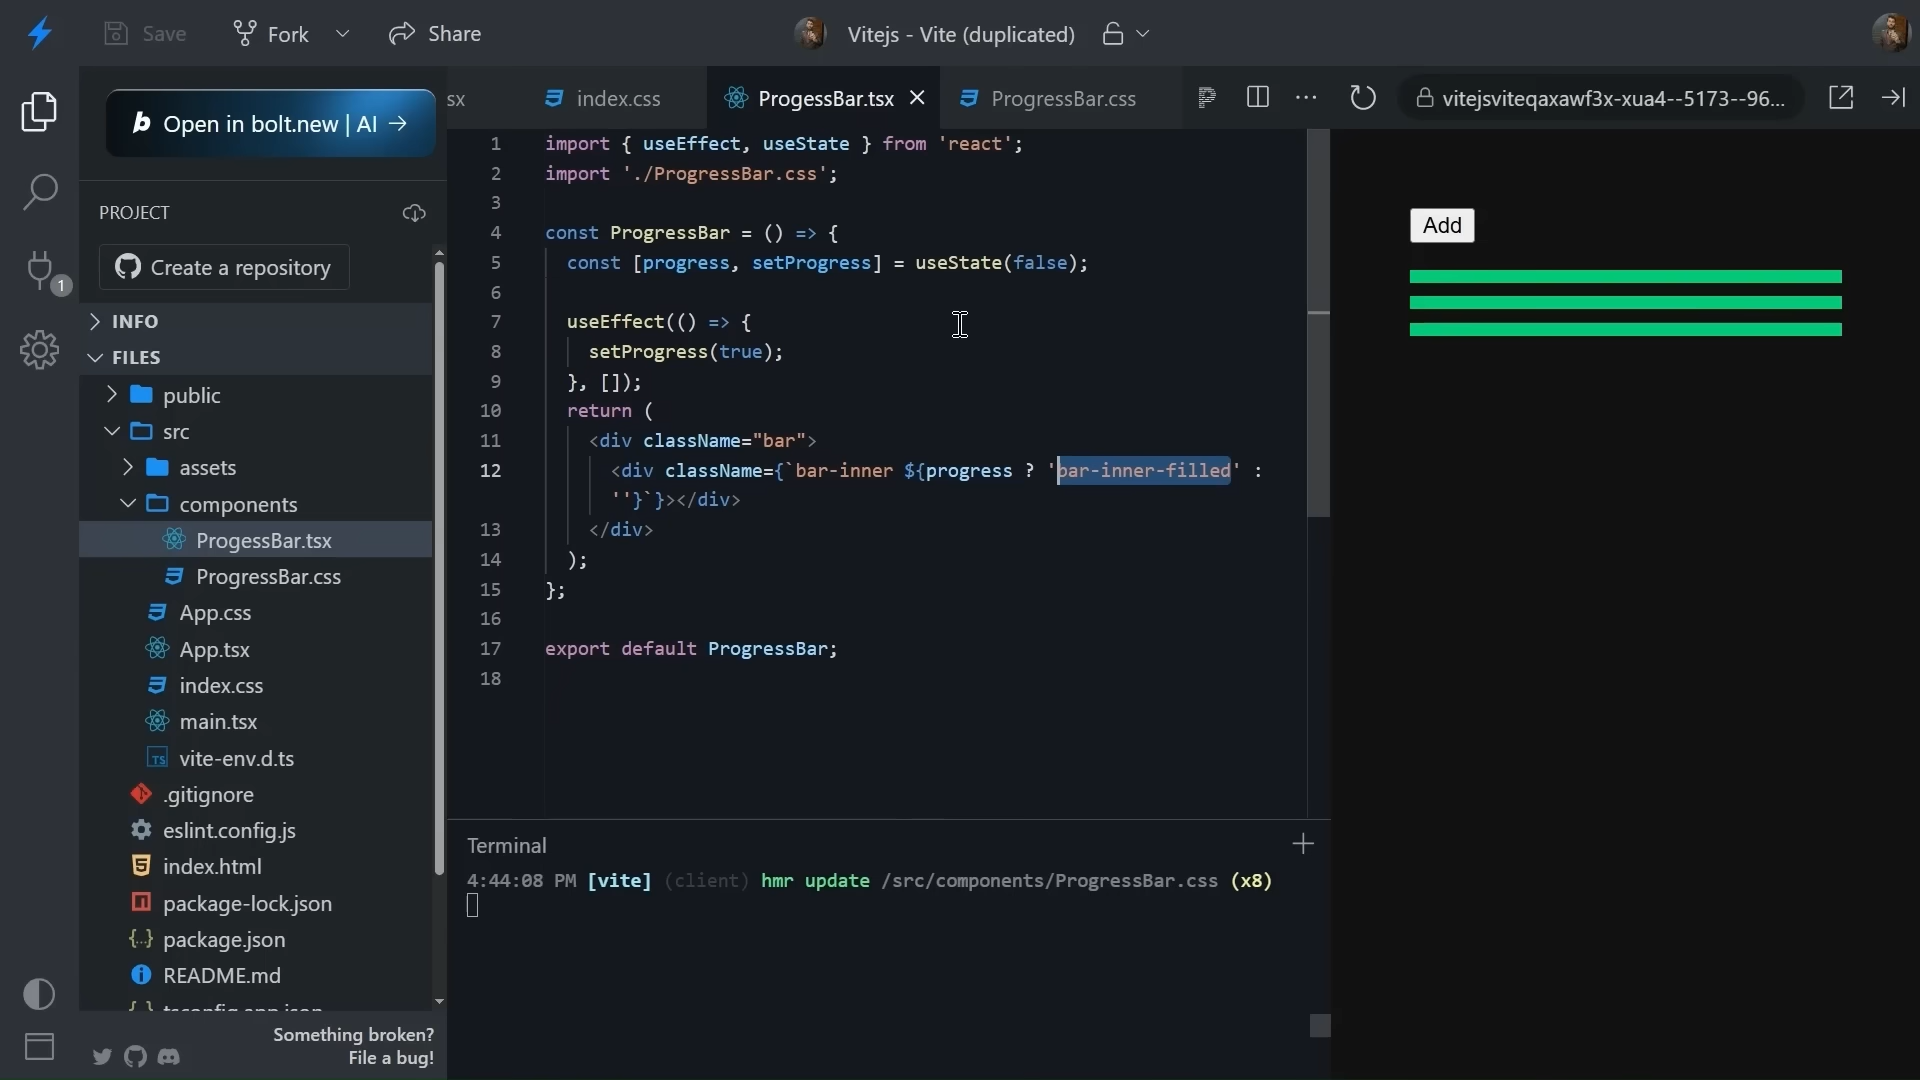 Save
Fork
Share
Vitejs - Vite (duplicated)
b Open in bolt.new | AI →
sx
index.css
ProgessBar.tsx
ProgressBar.css
vitejsviteqaxawf3x-xua4--5173--96...
PROJECT
Create a repository
1
INFO
FILES
public
src
assets
components
ProgessBar.tsx
ProgressBar.css
App.css
App.tsx
index.css
main.tsx
TS vite-env.d.ts
.gitignore
eslint.config.js
index.html
package-lock.json
package.json
README.md
Something broken?
File a bug!
1 import { useEffect, useState } from 'react';
2 import './ProgressBar.css';
3
4 const ProgressBar = () => {
5 const [progress, setProgress] = useState(false);
6
7 useEffect(() => {
8 setProgress(true);
9 }, []);
10 return (
11 <div className="bar">
12 <div className={`bar-inner ${progress ? 'bar-inner-filled' :
''}`}></div>
13 </div>
14 );
15 };
16
17 export default ProgressBar;
18
Terminal
4:44:08 PM [vite] (client) hmr update /src/components/ProgressBar.css (x8)
Add